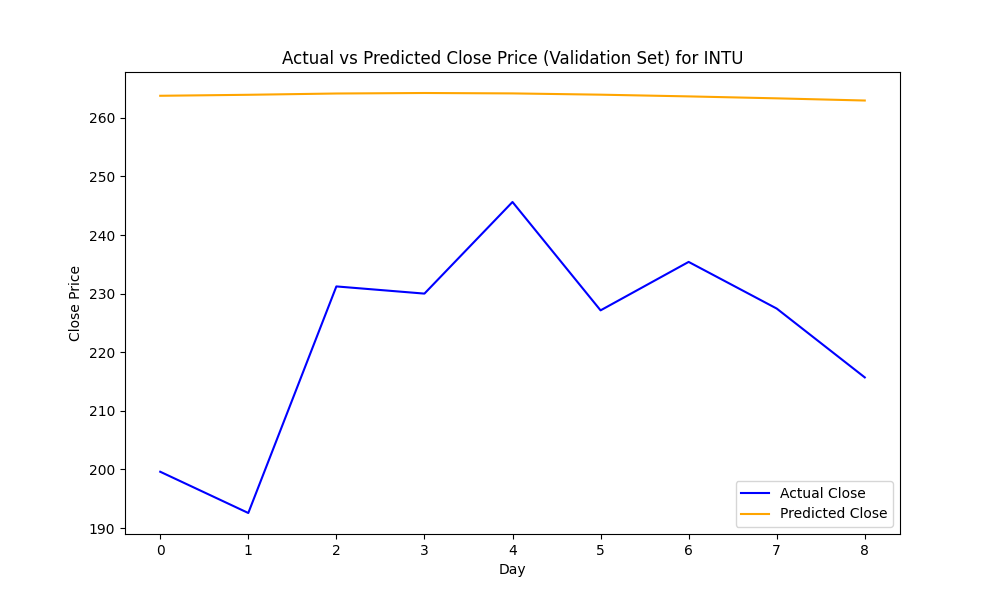 Actual vs Predicted Close Price (Validation Set) for INTU
Close Price
260
250
240
230
220
210
200
190
0 1 2 3 4 5 6 7 8
Day
Actual Close
Predicted Close